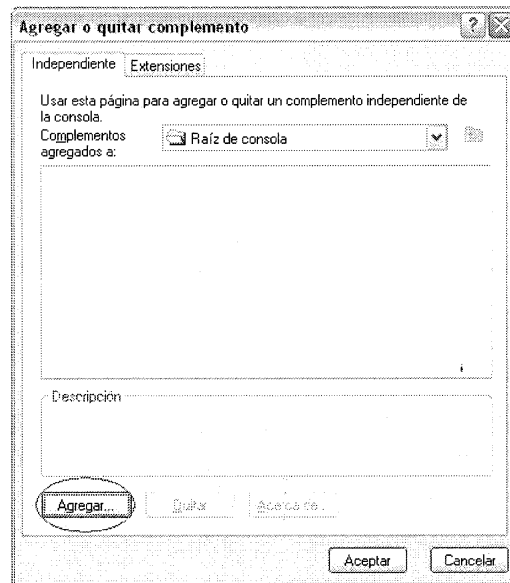 Agregar o quitar complemento
Independiente
Extensiones
Usar esta página para agregar o quitar un complemento independiente de
la consola.
Complementos
agregados a:
Raíz de consola
Descripción
Agregar...
Quitar
Acerca de...
Aceptar
Cancelar